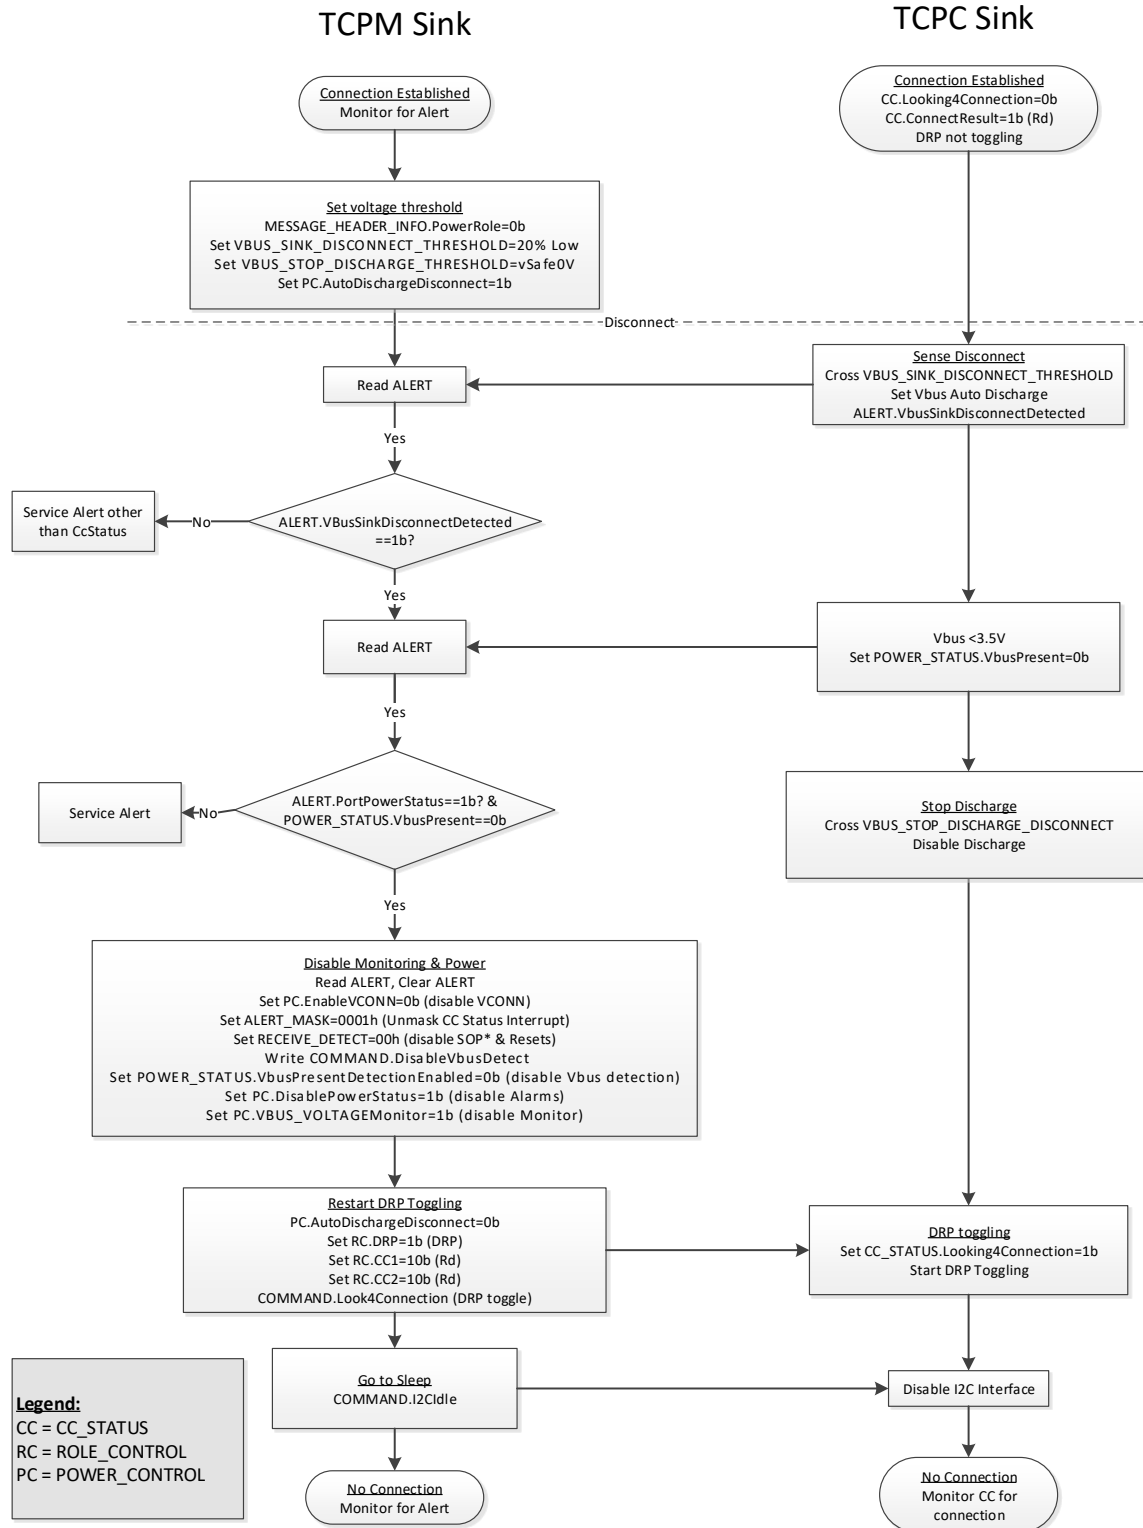 TCPM Sink
TCPC Sink
Connection Established
Monitor for Alert
Connection Established
CC.Looking4Connection=0b
CC.ConnectResult=1b (Rd)
DRP not toggling
Set voltage threshold
MESSAGE_HEADER_INFO.PowerRole=0b
Set VBUS_SINK_DISCONNECT_THRESHOLD=20% Low
Set VBUS_STOP_DISCHARGE_THRESHOLD=vSafe0V
Set PC.AutoDischargeDisconnect=1b
Disconnect
Read ALERT
Sense Disconnect
Cross VBUS_SINK_DISCONNECT_THRESHOLD
Set Vbus Auto Discharge
ALERT.VbusSinkDisconnectDetected
Yes
Service Alert other
than CcStatus
No
ALERT.VBusSinkDisconnectDetected
==1b?
Yes
Read ALERT
Vbus <3.5V
Set POWER_STATUS.VbusPresent=0b
Yes
Service Alert
No
ALERT.PortPowerStatus==1b? &
POWER_STATUS.VbusPresent==0b
Stop Discharge
Cross VBUS_STOP_DISCHARGE_DISCONNECT
Disable Discharge
Yes
Disable Monitoring & Power
Read ALERT, Clear ALERT
Set PC.EnableVCONN=0b (disable VCONN)
Set ALERT_MASK=0001h (Unmask CC Status Interrupt)
Set RECEIVE_DETECT=00h (disable SOP* & Resets)
Write COMMAND.DisableVbusDetect
Set POWER_STATUS.VbusPresentDetectionEnabled=0b (disable Vbus detection)
Set PC.DisablePowerStatus=1b (disable Alarms)
Set PC.VBUS_VOLTAGEMonitor=1b (disable Monitor)
Restart DRP Toggling
PC.AutoDischargeDisconnect=0b
Set RC.DRP=1b (DRP)
Set RC.CC1=10b (Rd)
Set RC.CC2=10b (Rd)
COMMAND.Look4Connection (DRP toggle)
DRP toggling
Set CC_STATUS.Looking4Connection=1b
Start DRP Toggling
Go to Sleep
COMMAND.I2CIdle
Disable I2C Interface
Legend:
CC = CC_STATUS
RC = ROLE_CONTROL
PC = POWER_CONTROL
No Connection
Monitor for Alert
No Connection
Monitor CC for
connection